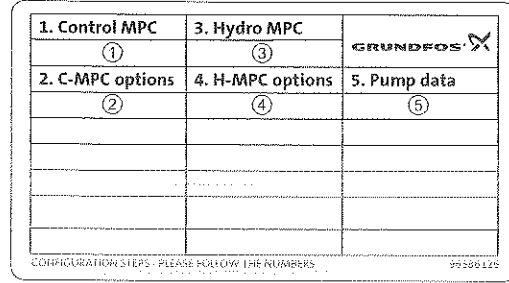 1. Control MPC 3. Hydro MPC GRUNDFOS
① ③
2. C-MPC options 4. H-MPC options 5. Pump data
② ④ ⑤
CONFIGURATION STEPS - PLEASE FOLLOW THE NUMBERS 96586126